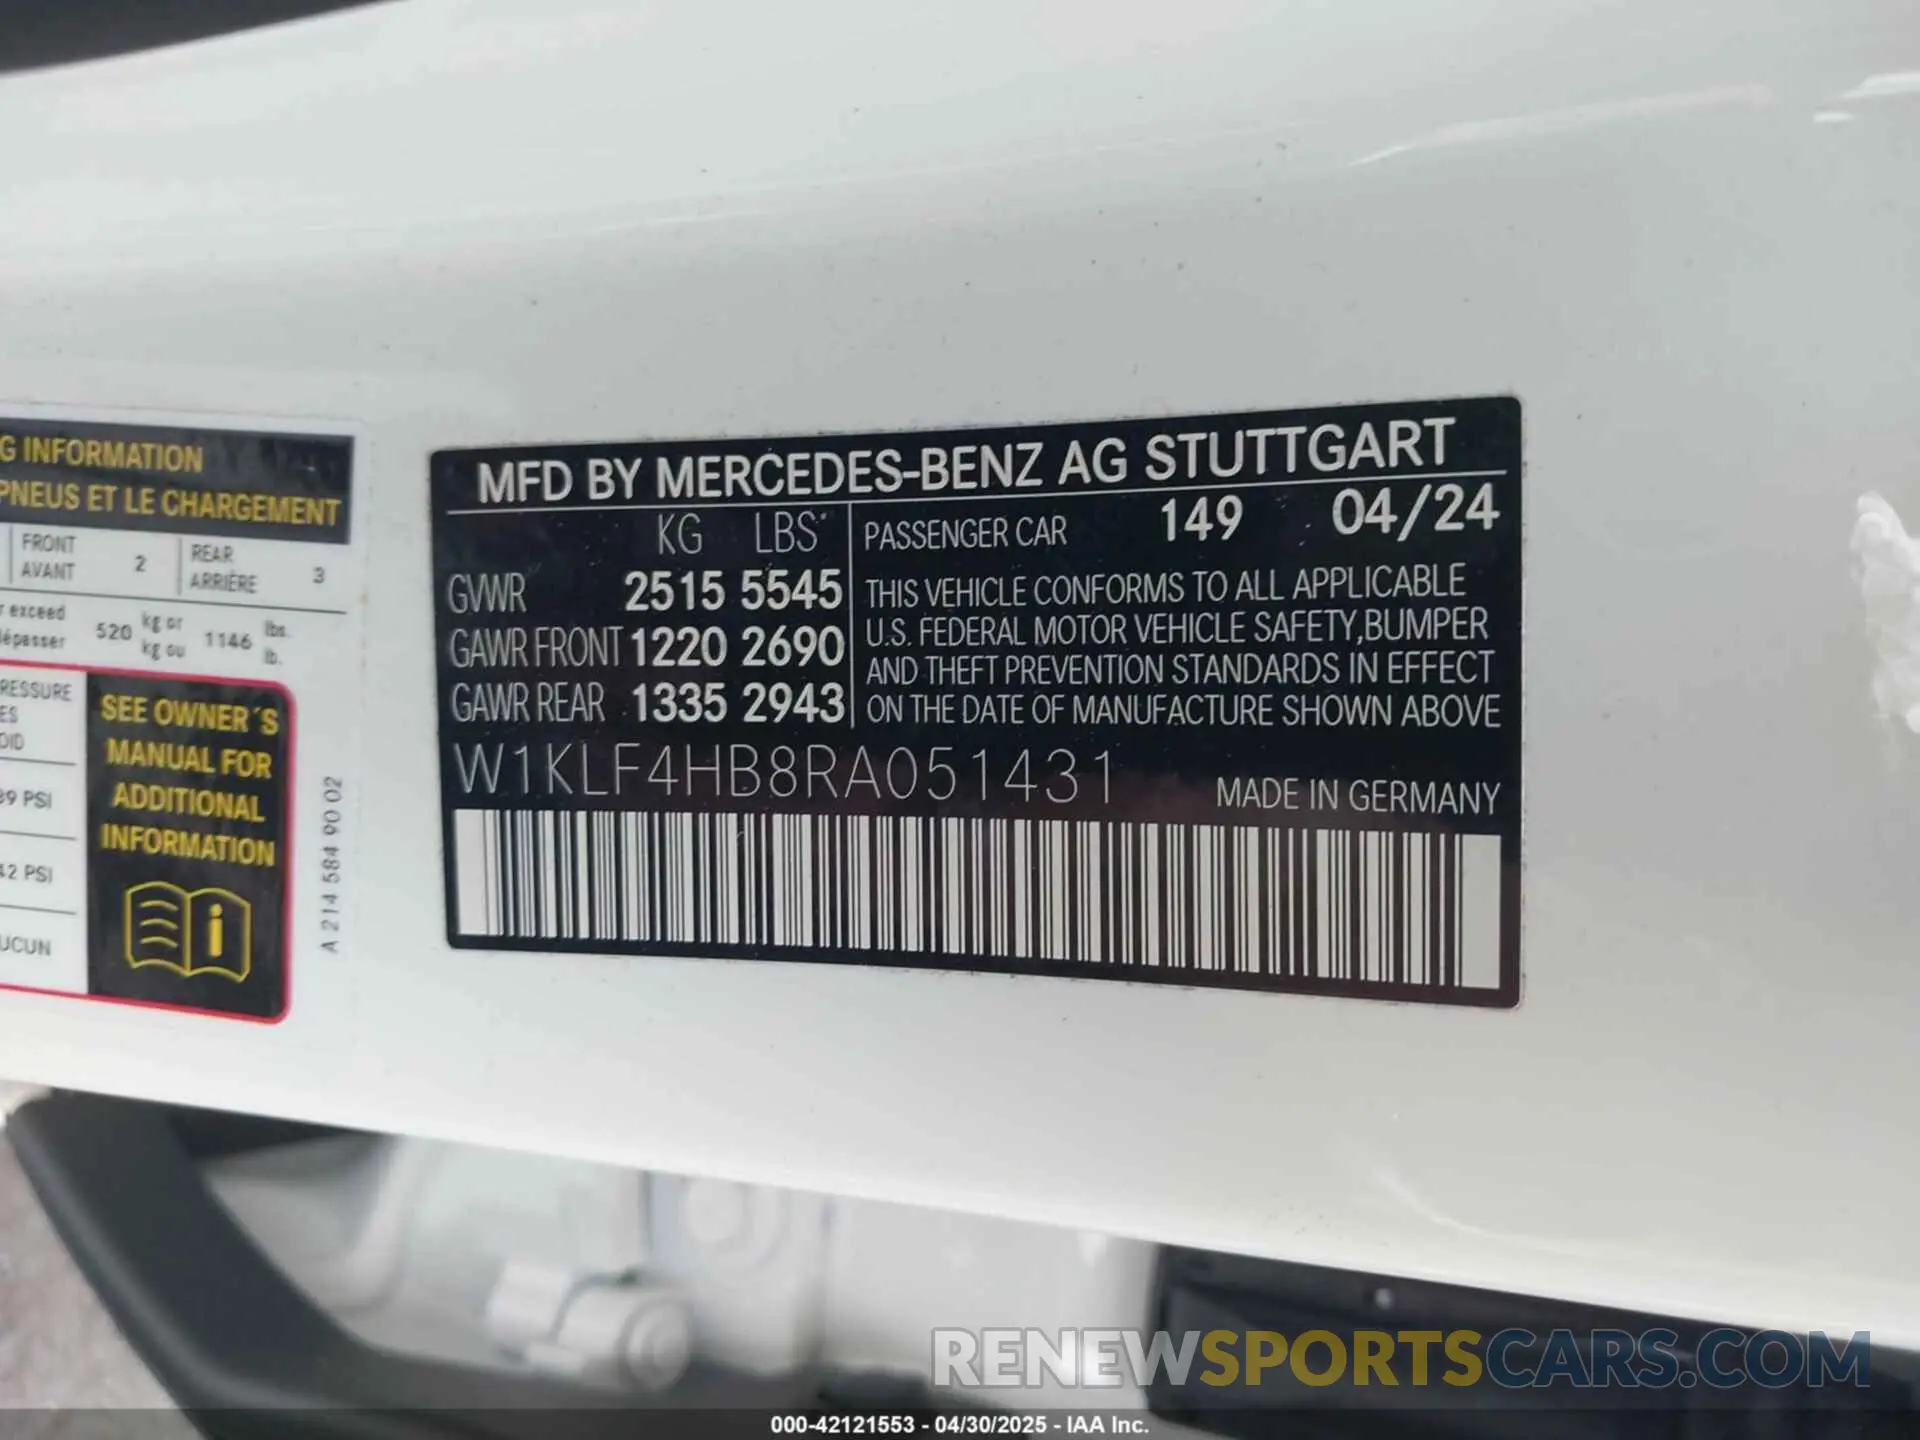 G INFORMATION
PNEUS ET LE CHARGEMENT
FRONT
AVANT
2
REAR
ARRIÈRE
3
exceed
dépasser
520
kg or
kg ou
1146
lbs.
lb.
SEE OWNER´S
MANUAL FOR
ADDITIONAL
INFORMATION
i
39 PSI
42 PSI
A 214 584 90 02
MFD BY MERCEDES-BENZ AG STUTTGART
KG LBS
PASSENGER CAR 149 04/24
GVWR 2515 5545
GAWR FRONT 1220 2690
GAWR REAR 1335 2943
THIS VEHICLE CONFORMS TO ALL APPLICABLE
U.S. FEDERAL MOTOR VEHICLE SAFETY,BUMPER
AND THEFT PREVENTION STANDARDS IN EFFECT
ON THE DATE OF MANUFACTURE SHOWN ABOVE
W1KLF4HB8RA051431
MADE IN GERMANY
RENEWSPORTSCARS.COM
000-42121553 - 04/30/2025 - IAA Inc.